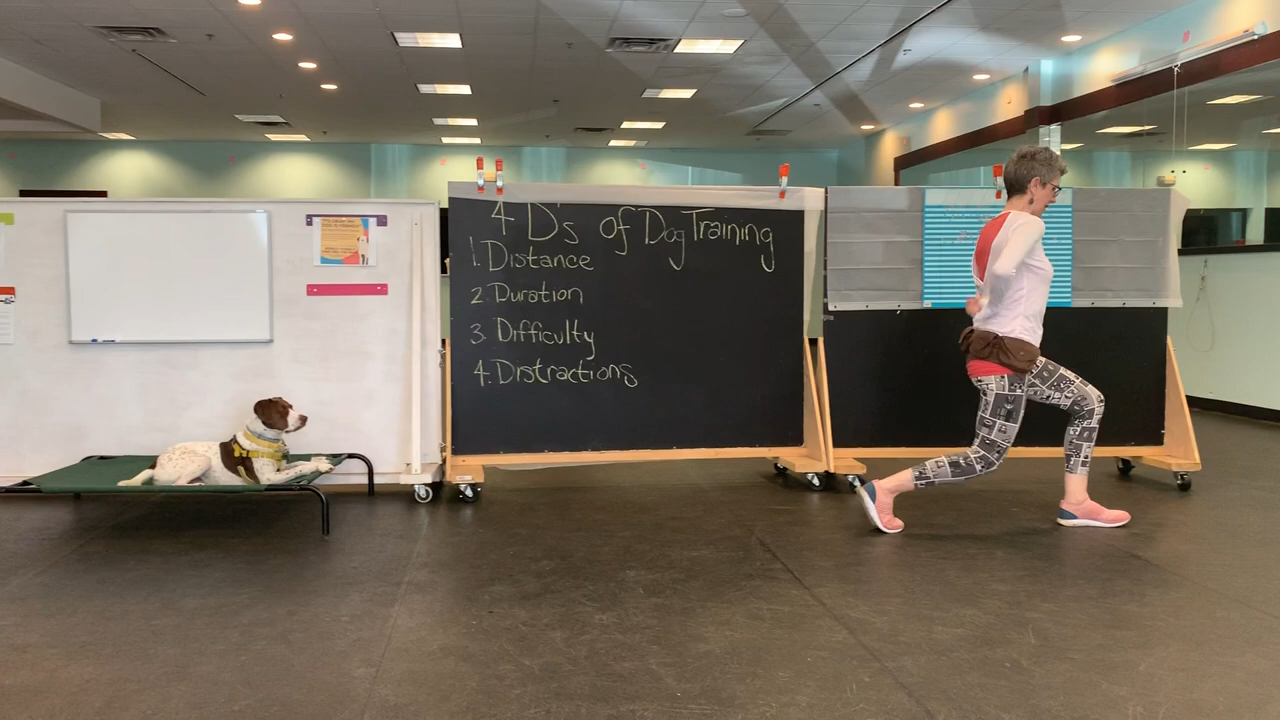 4 D's of Dog Training
1. Distance
2. Duration
3. Difficulty
4. Distractions